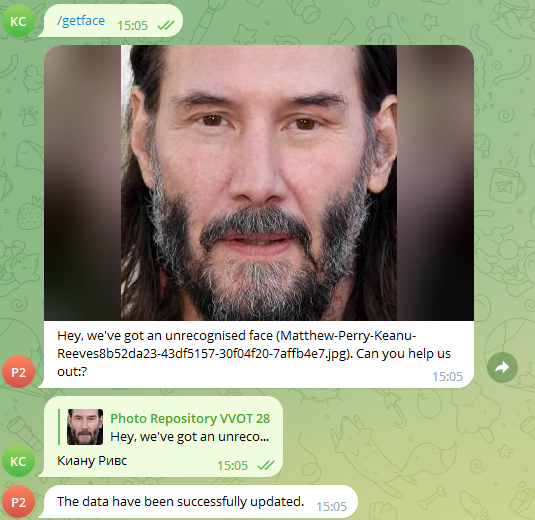 KC
/getface
15:05
Hey, we've got an unrecognised face (Matthew-Perry-Keanu-
Reeves8b52da23-43df5157-30f04f20-7affb4e7.jpg). Can you help us
out:?
15:05
P2
Photo Repository VVOT 28
Hey, we've got an unreco...
Киану Ривс
15:05
KC
The data have been successfully updated.
15:05
P2